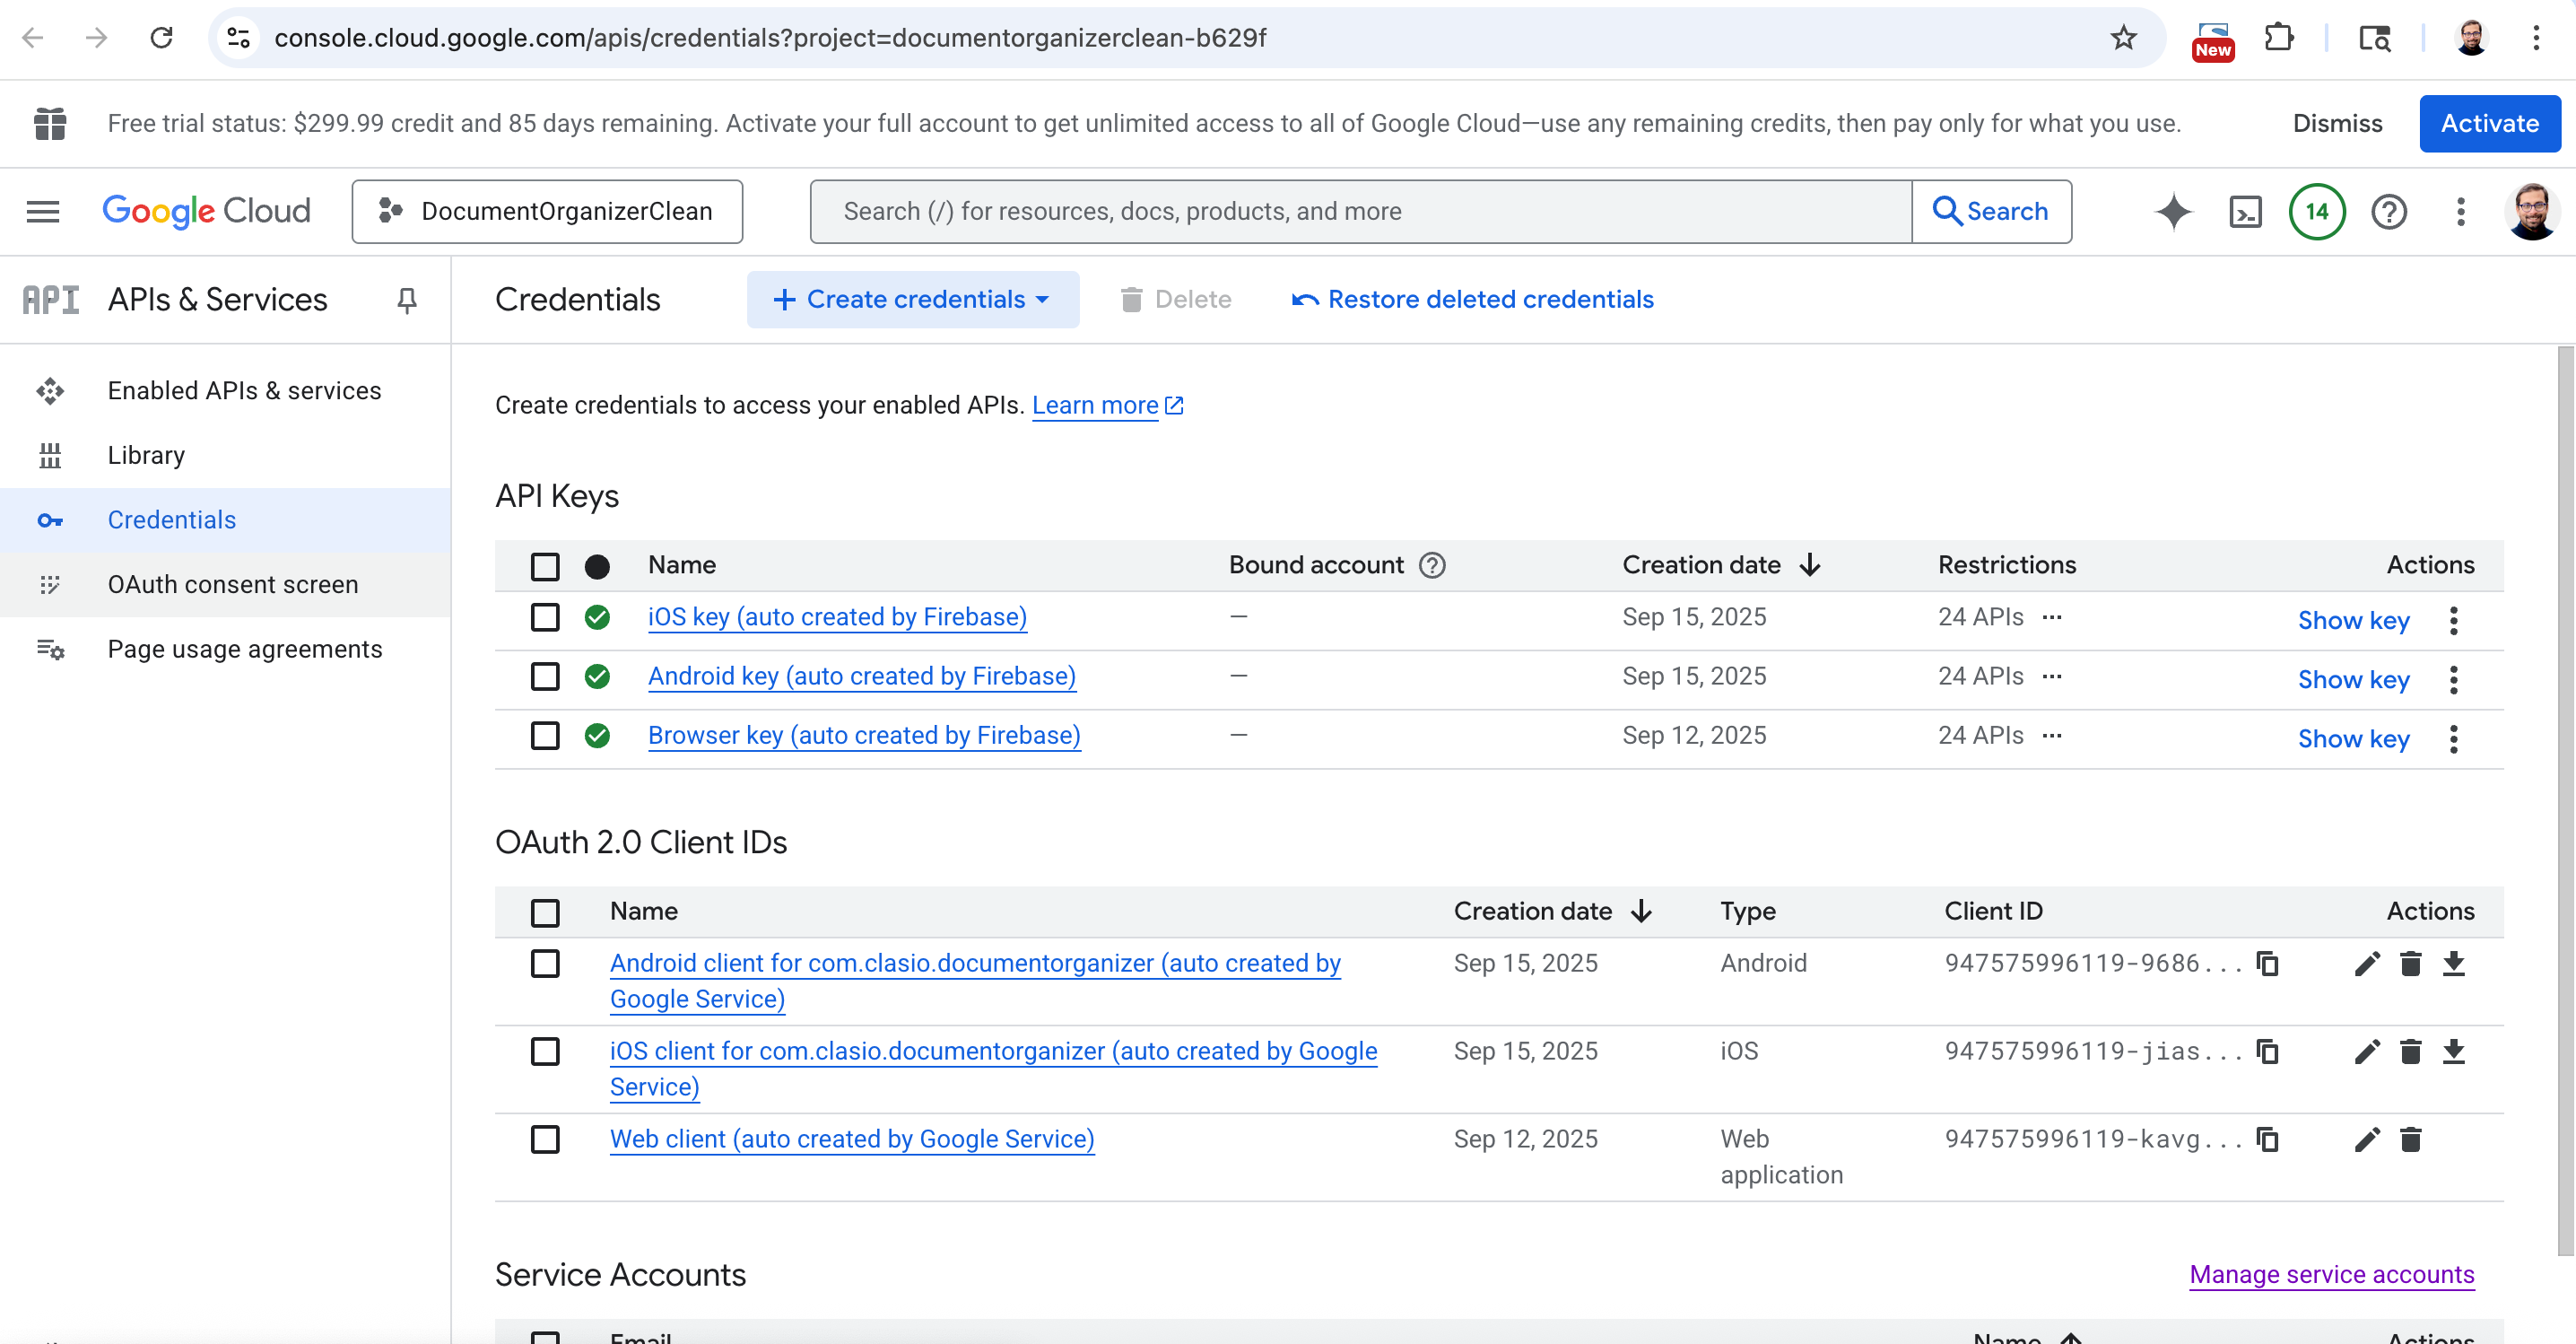 console.cloud.google.com/apis/credentials?project=documentorganizerclean-b629f
New
Free trial status: $299.99 credit and 85 days remaining. Activate your full account to get unlimited access to all of Google Cloud—use any remaining credits, then pay only for what you use.
Dismiss
Activate
Google Cloud
DocumentOrganizerClean
Search (/) for resources, docs, products, and more
Search
14
API
APIs & Services
Credentials
Create credentials
Delete
Restore deleted credentials
Enabled APIs & services
Library
Credentials
OAuth consent screen
Page usage agreements
Create credentials to access your enabled APIs. Learn more
API Keys
Name Bound account Creation date Restrictions Actions
iOS key (auto created by Firebase) — Sep 15, 2025 24 APIs Show key
Android key (auto created by Firebase) — Sep 15, 2025 24 APIs Show key
Browser key (auto created by Firebase) — Sep 12, 2025 24 APIs Show key
OAuth 2.0 Client IDs
Name Creation date Type Client ID Actions
Android client for com.clasio.documentorganizer (auto created by Sep 15, 2025 Android 947575996119-9686...
Google Service)
iOS client for com.clasio.documentorganizer (auto created by Google Sep 15, 2025 iOS 947575996119-jias...
Service)
Web client (auto created by Google Service) Sep 12, 2025 Web 947575996119-kavg...
application
Service Accounts
Manage service accounts
Email Name Actions